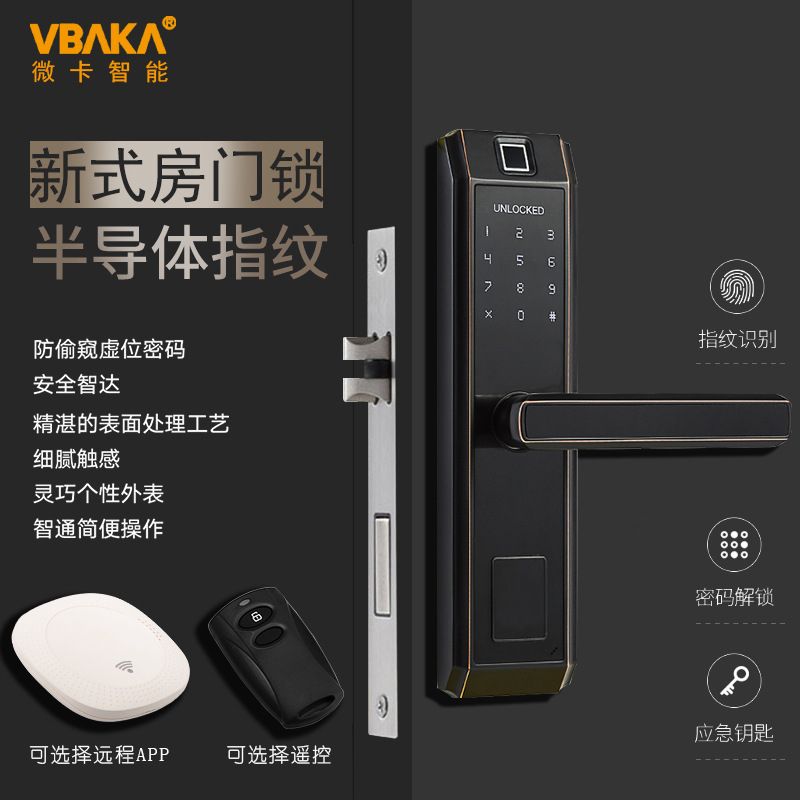 VBAKA®
微卡智能
新式房门锁
半导体指纹
防偷窥虚位密码
安全智达
精湛的表面处理工艺
细腻触感
灵巧个性外表
智通简便操作
UNLOCKED
1 2 3
4 5 6
7 8 9
× 0 #
指纹识别
密码解锁
应急钥匙
可选择远程APP
可选择遥控